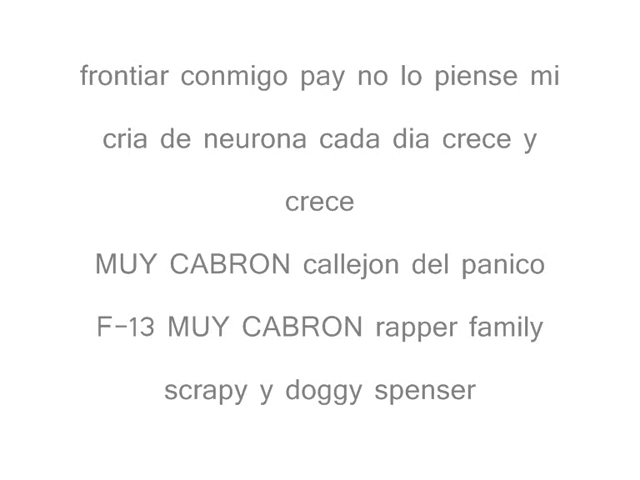 frontiar conmigo pay no lo piense mi
cria de neurona cada dia crece y
crece
MUY CABRON callejon del panico
F-13 MUY CABRON rapper family
scrapy y doggy spenser